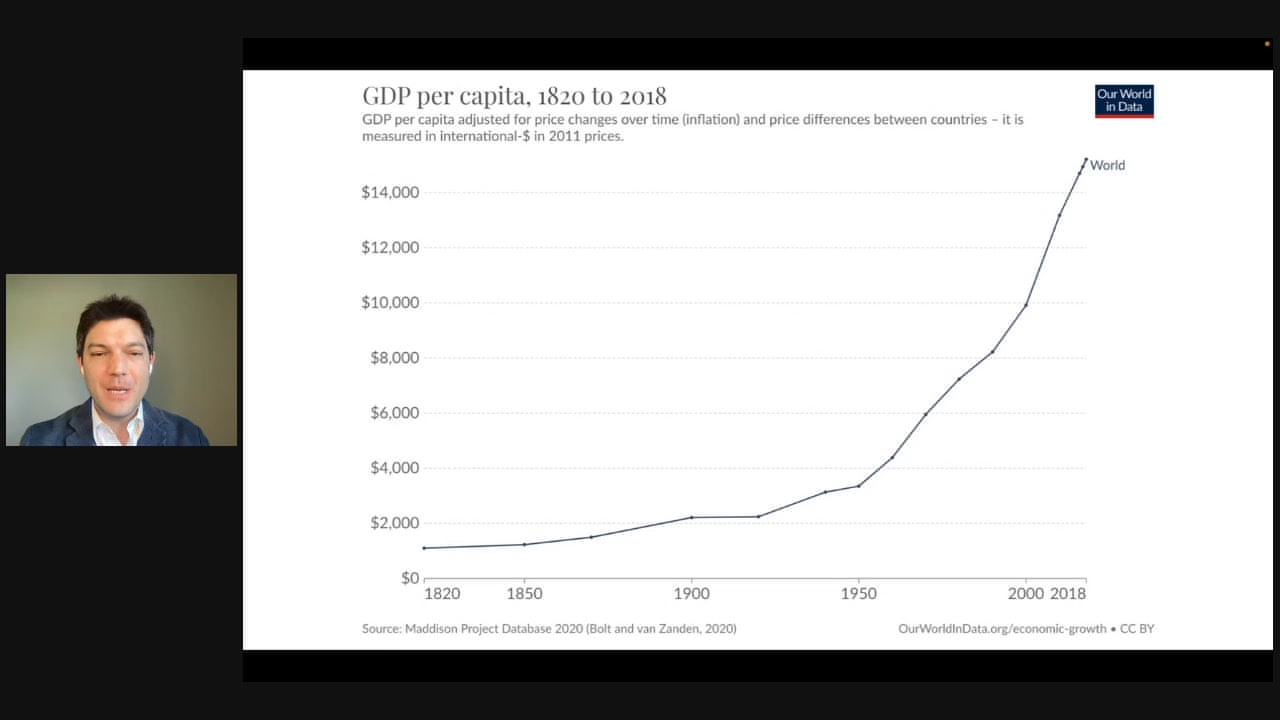 GDP per capita, 1820 to 2018
Our World
in Data
GDP per capita adjusted for price changes over time (inflation) and price differences between countries – it is
measured in international-$ in 2011 prices.
World
$14,000
$12,000
$10,000
$8,000
$6,000
$4,000
$2,000
$0
1820 1850 1900 1950 2000 2018
Source: Maddison Project Database 2020 (Bolt and van Zanden, 2020)
OurWorldInData.org/economic-growth • CC BY